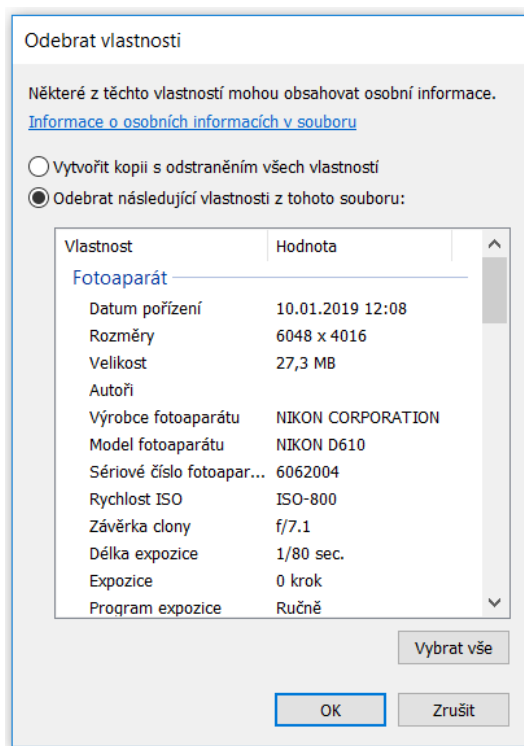 Odebrat vlastnosti
Některé z těchto vlastností mohou obsahovat osobní informace.
Informace o osobních informacích v souboru
Vytvořit kopii s odstraněním všech vlastností
Odebrat následující vlastnosti z tohoto souboru:
Vlastnost Hodnota
Fotoaparát
Datum pořízení 10.01.2019 12:08
Rozměry 6048 x 4016
Velikost 27,3 MB
Autoři
Výrobce fotoaparátu NIKON CORPORATION
Model fotoaparátu NIKON D610
Sériové číslo fotoapar... 6062004
Rychlost ISO ISO-800
Závěrka clony f/7.1
Délka expozice 1/80 sec.
Expozice 0 krok
Program expozice Ručně
Vybrat vše
OK Zrušit